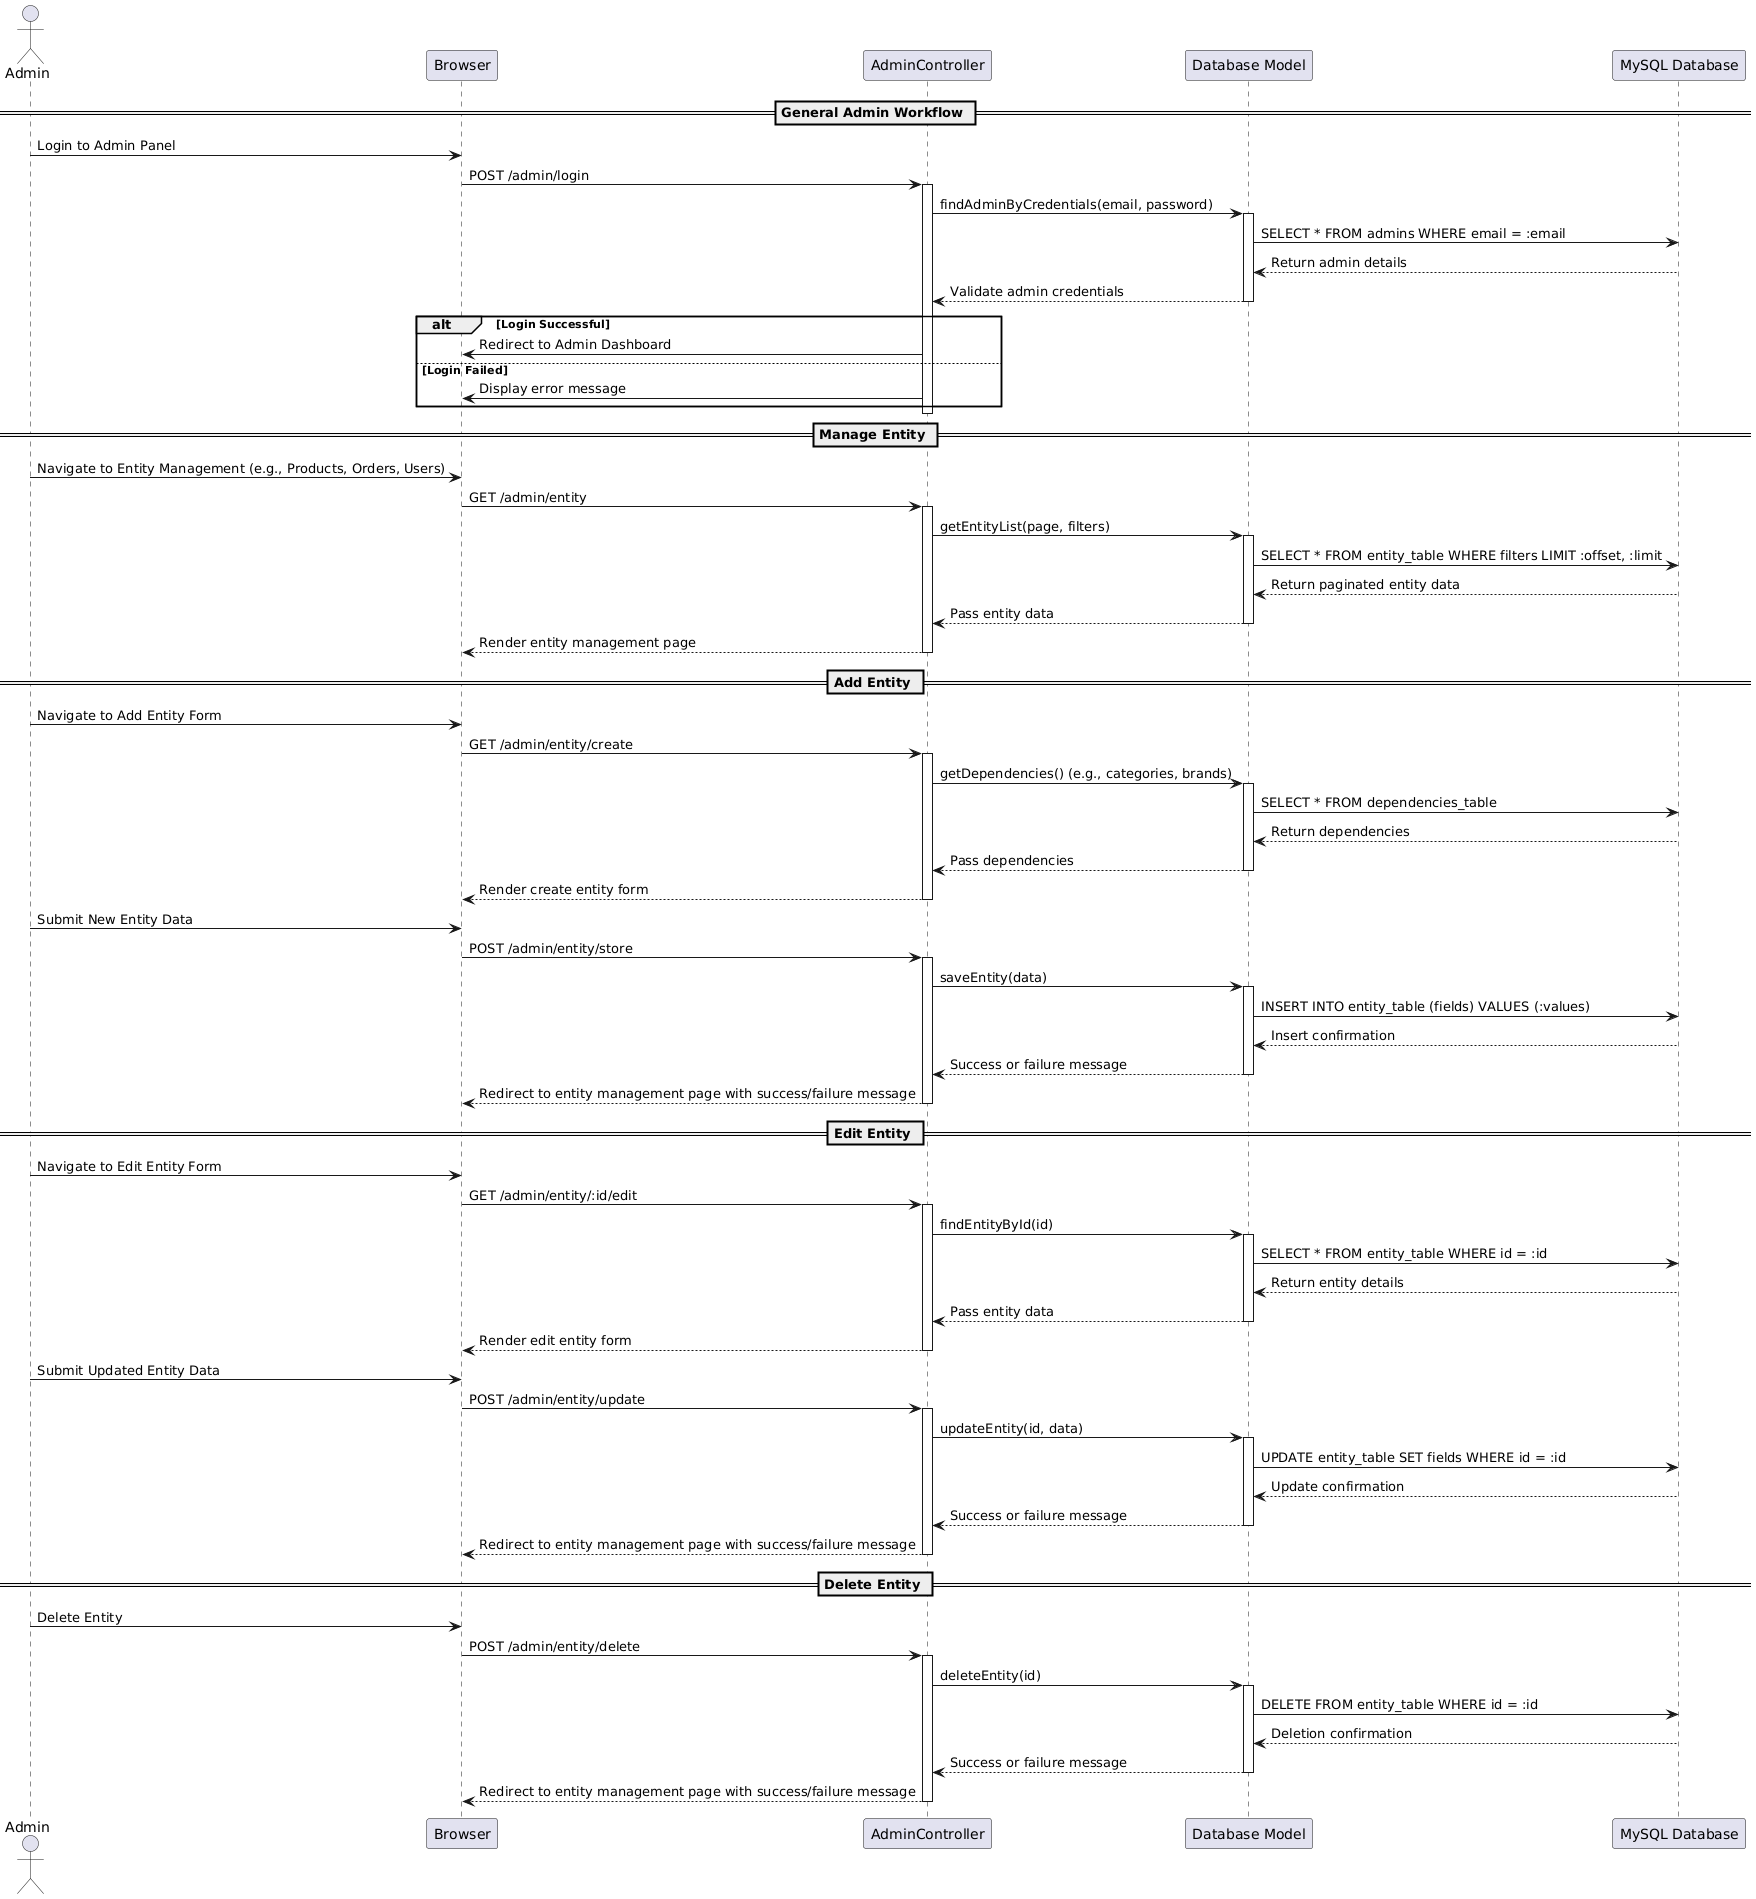 Admin
Browser
AdminController
Database Model
MySQL Database
General Admin Workflow
Login to Admin Panel
POST /admin/login
findAdminByCredentials(email, password)
SELECT * FROM admins WHERE email = :email
Return admin details
Validate admin credentials
alt
[Login Successful]
Redirect to Admin Dashboard
[Login Failed]
Display error message
Manage Entity
Navigate to Entity Management (e.g., Products, Orders, Users)
GET /admin/entity
getEntityList(page, filters)
SELECT * FROM entity_table WHERE filters LIMIT :offset, :limit
Return paginated entity data
Pass entity data
Render entity management page
Add Entity
Navigate to Add Entity Form
GET /admin/entity/create
getDependencies() (e.g., categories, brands)
SELECT * FROM dependencies_table
Return dependencies
Pass dependencies
Render create entity form
Submit New Entity Data
POST /admin/entity/store
saveEntity(data)
INSERT INTO entity_table (fields) VALUES (:values)
Insert confirmation
Success or failure message
Redirect to entity management page with success/failure message
Edit Entity
Navigate to Edit Entity Form
GET /admin/entity/:id/edit
findEntityById(id)
SELECT * FROM entity_table WHERE id = :id
Return entity details
Pass entity data
Render edit entity form
Submit Updated Entity Data
POST /admin/entity/update
updateEntity(id, data)
UPDATE entity_table SET fields WHERE id = :id
Update confirmation
Success or failure message
Redirect to entity management page with success/failure message
Delete Entity
Delete Entity
POST /admin/entity/delete
deleteEntity(id)
DELETE FROM entity_table WHERE id = :id
Deletion confirmation
Success or failure message
Redirect to entity management page with success/failure message
Admin
Browser
AdminController
Database Model
MySQL Database